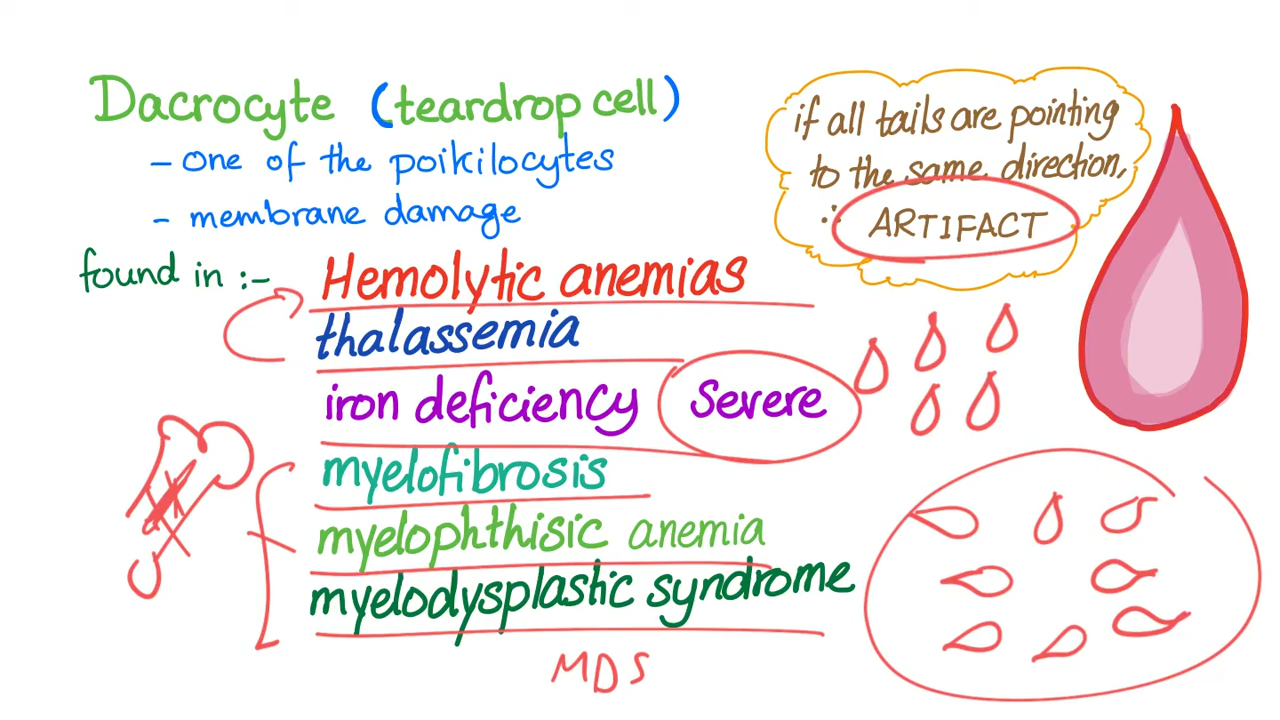 Dacrocyte (teardrop cell)
- one of the poikilocytes
- membrane damage
found in :-
Hemolytic anemias
thalassemia
iron deficiency Severe
myelofibrosis
myelophthisic anemia
myelodysplastic syndrome
MDS
if all tails are pointing
to the same direction,
∴ ARTIFACT